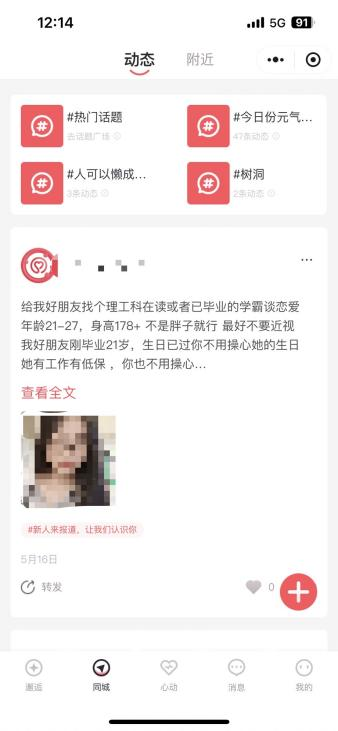 12:14
5G 91
动态 附近
#热门话题
去话题广场
#今日份元气...
47条动态
#人可以懒成...
3条动态
#树洞
2条动态
给我好朋友找个理工科在读或者已毕业的学霸谈恋爱
年龄21-27，身高178+ 不是胖子就行 最好不要近视
我好朋友刚毕业21岁，生日已过你不用操心她的生日
她有工作有低保 ，你也不用操心...
查看全文
#新人来报道，让我们认识你
5月16日
转发 0
邂逅 同城 心动 消息 我的